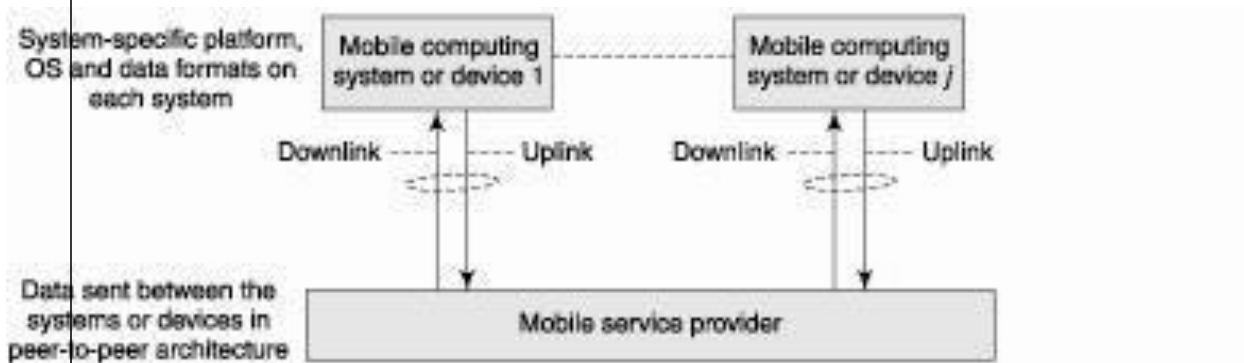 System-specific platform,
OS and data formats on
each system
Mobile computing
system or device 1
Mobile computing
system or device j
Downlink
Uplink
Downlink
Uplink
Data sent between the
systems or devices in
peer-to-peer architecture
Mobile service provider